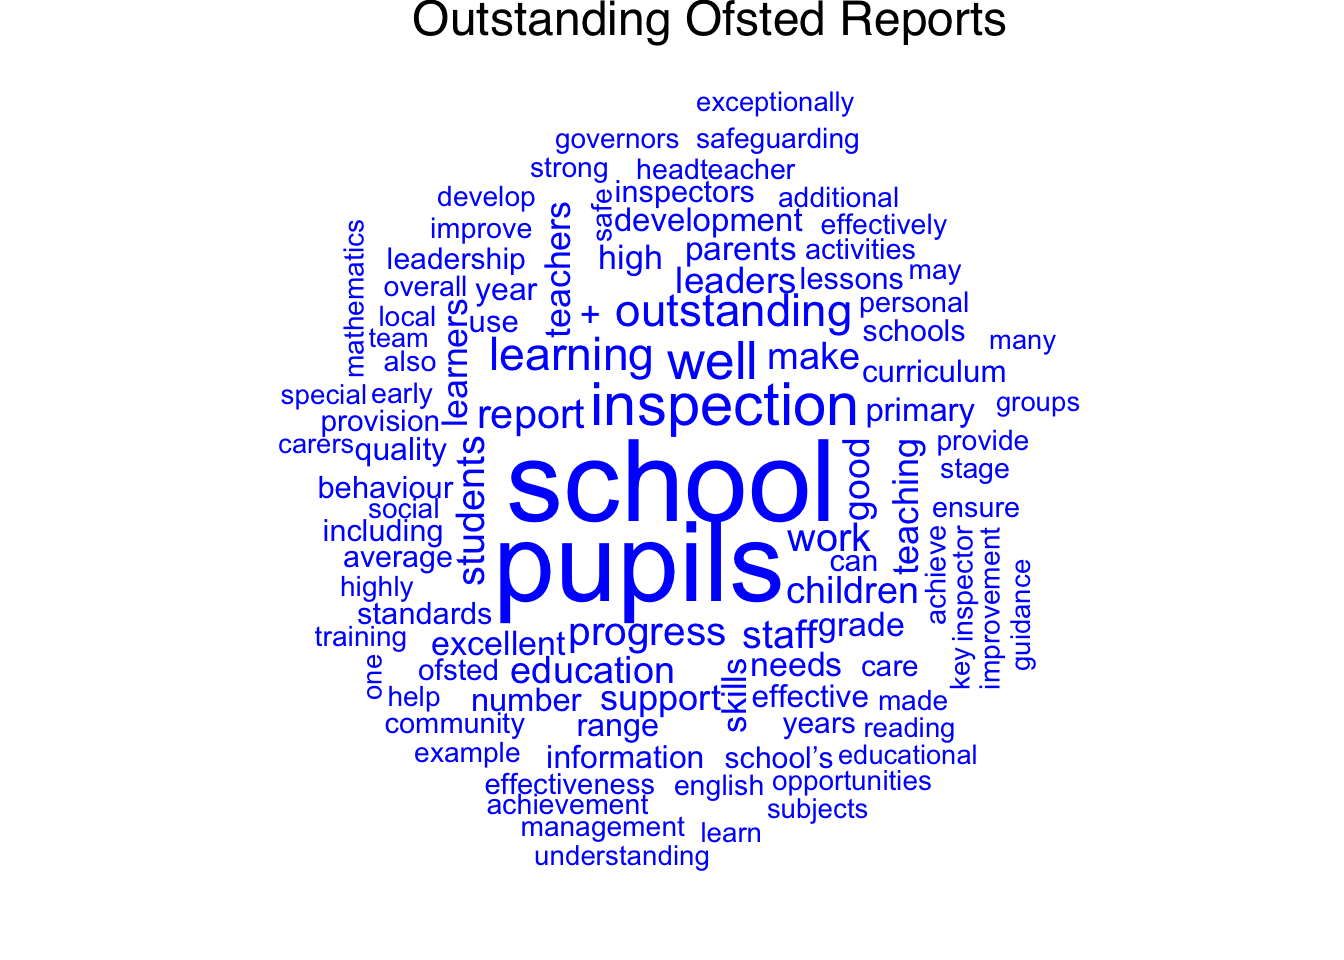 Outstanding Ofsted Reports
exceptionally
governors safeguarding
strong headteacher
develop safe inspectors additional
improve teachers development effectively
mathematics leadership high parents activities
overall year leaders lessons may
local use + outstanding personal
team learners schools many
also learning well make curriculum
special early report inspection primary groups
provision
carers quality students school good teaching provide
stage
behaviour ensure
social
including pupils work achieve inspector improvement
average can guidance
highly children key
standards
training excellent progress staff grade
one ofsted education skills needs care
help number support effective made
community range years reading
example information school’s educational
effectiveness english opportunities
achievement subjects
management learn
understanding